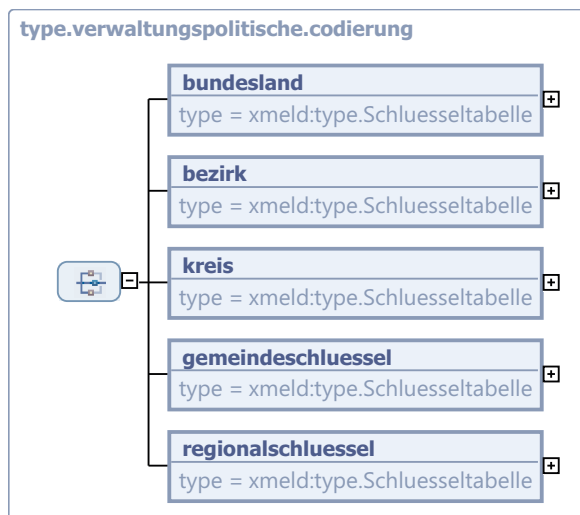 type.verwaltungspolitische.codierung
bundesland
type = xmeld:type.Schluesseltabelle
bezirk
type = xmeld:type.Schluesseltabelle
kreis
type = xmeld:type.Schluesseltabelle
gemeindeschluessel
type = xmeld:type.Schluesseltabelle
regionalschluessel
type = xmeld:type.Schluesseltabelle